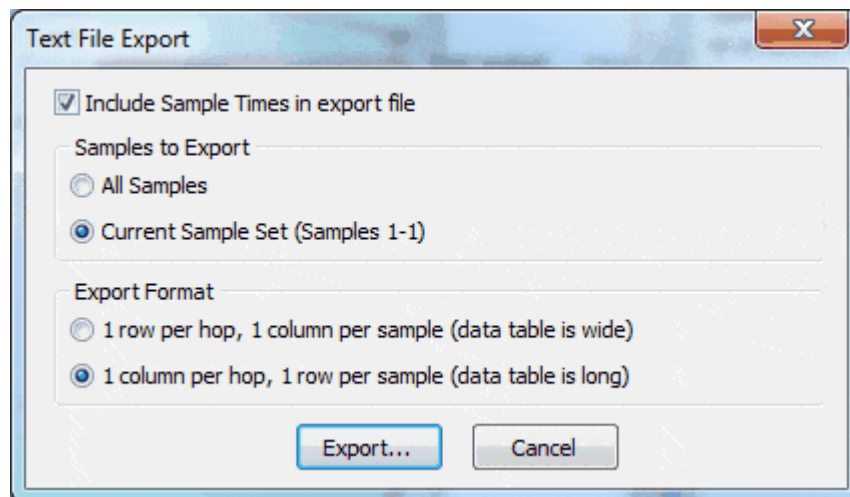 Text File Export
Include Sample Times in export file
Samples to Export
All Samples
Current Sample Set (Samples 1-1)
Export Format
1 row per hop, 1 column per sample (data table is wide)
1 column per hop, 1 row per sample (data table is long)
Export...
Cancel